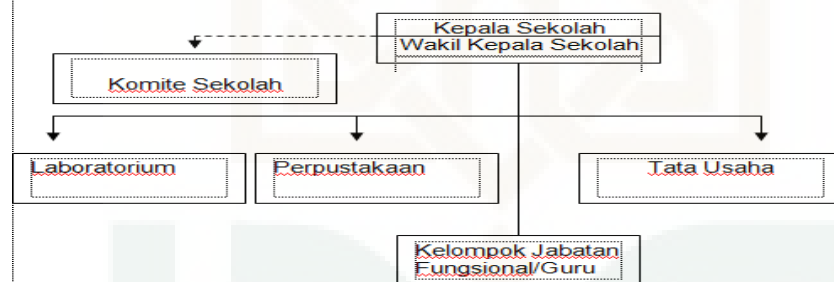 Kepala Sekolah
Wakil Kepala Sekolah
Komite Sekolah
Laboratorium
Perpustakaan
Tata Usaha
Kelompok Jabatan
Fungsional/Guru